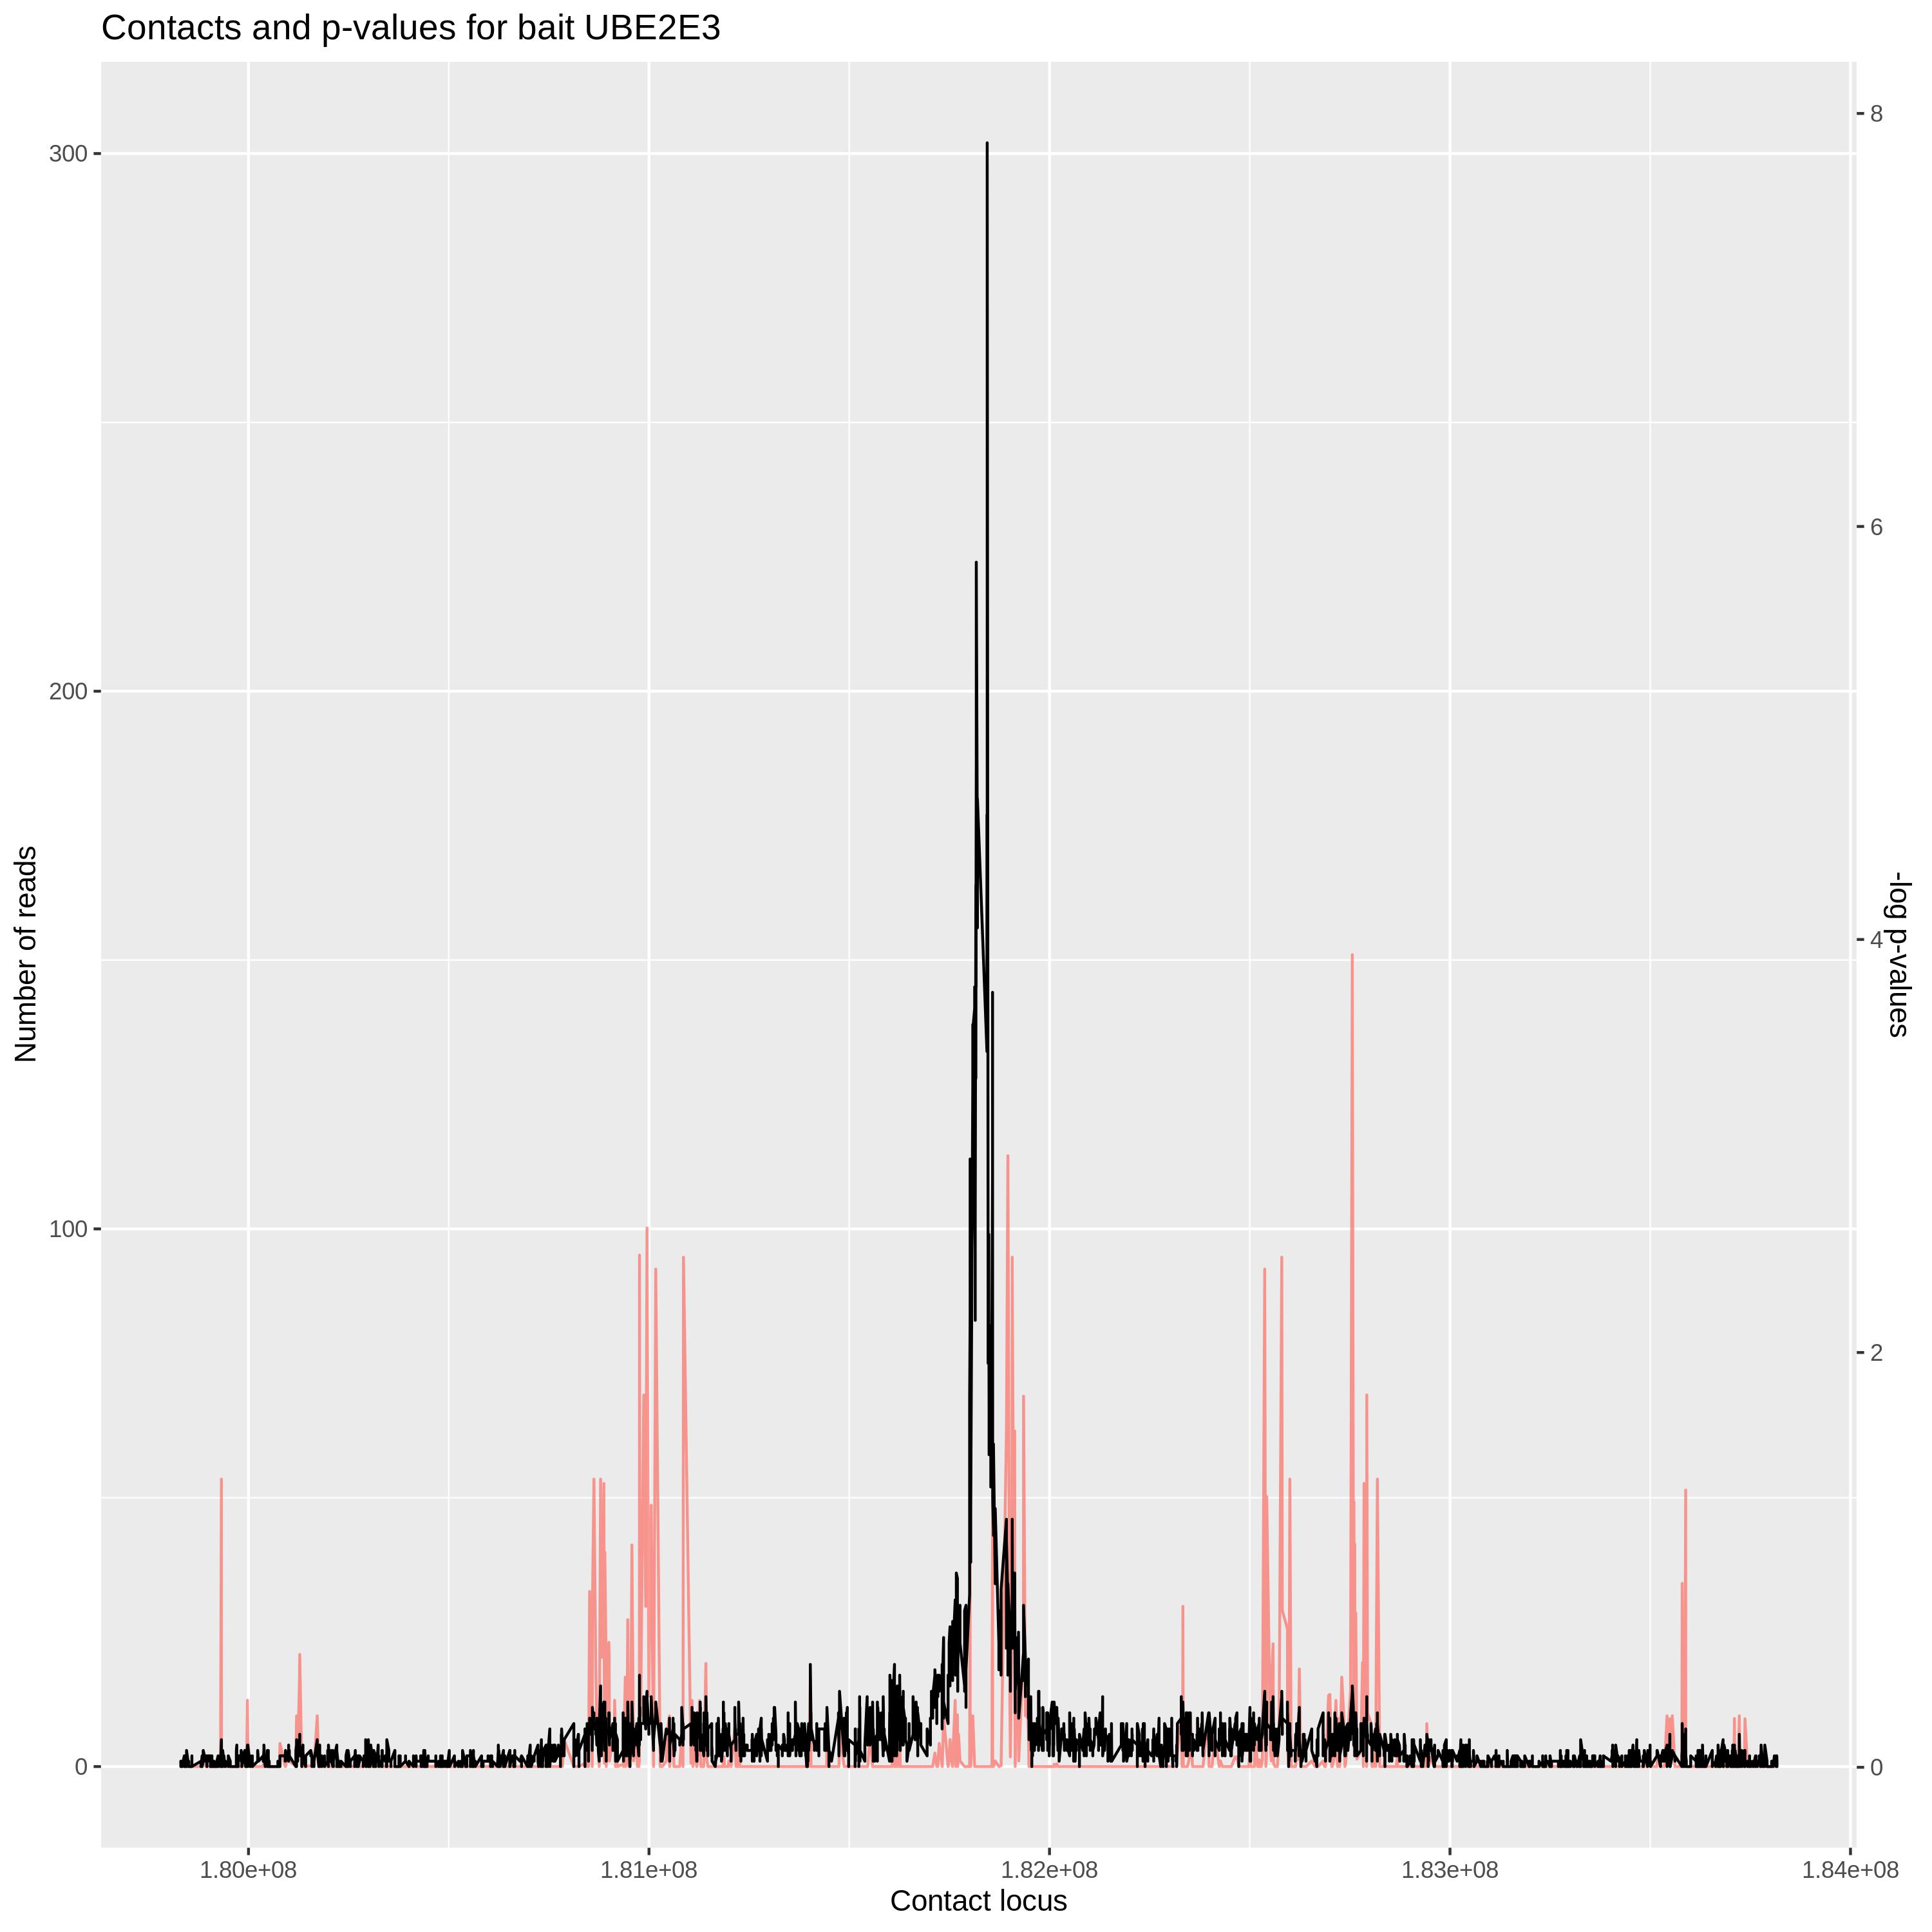 Contacts and p-values for bait UBE2E3
300
200
100
0
Number of reads
8
6
4
2
0
-log p-values
1.80e+08
1.81e+08
1.82e+08
1.83e+08
1.84e+08
Contact locus